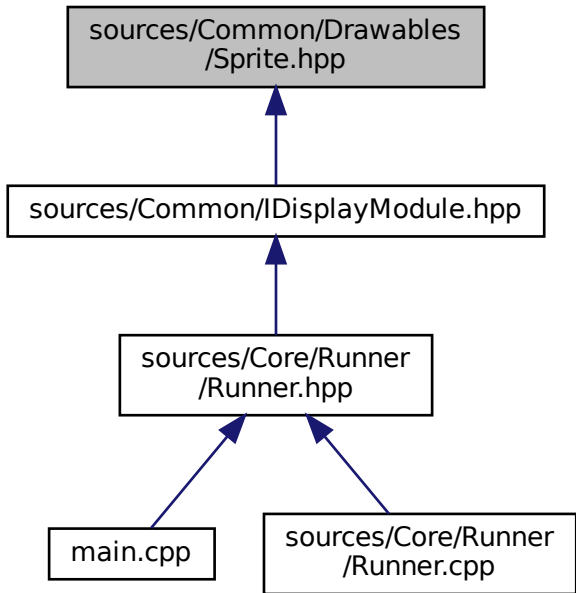 sources/Common/Drawables
/Sprite.hpp
sources/Common/IDisplayModule.hpp
sources/Core/Runner
/Runner.hpp
main.cpp
sources/Core/Runner
/Runner.cpp